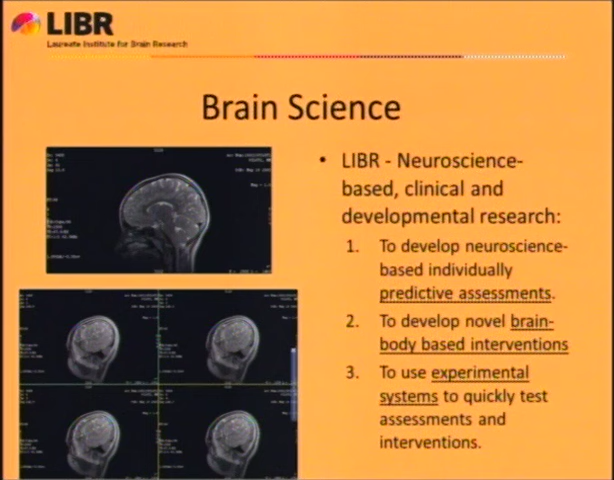 LIBR
Laureate Institute for Brain Research
Brain Science
• LIBR - Neuroscience-
based, clinical and
developmental research:
1. To develop neuroscience-
based individually
predictive assessments.
2. To develop novel brain-
body based interventions
3. To use experimental
systems to quickly test
assessments and
interventions.